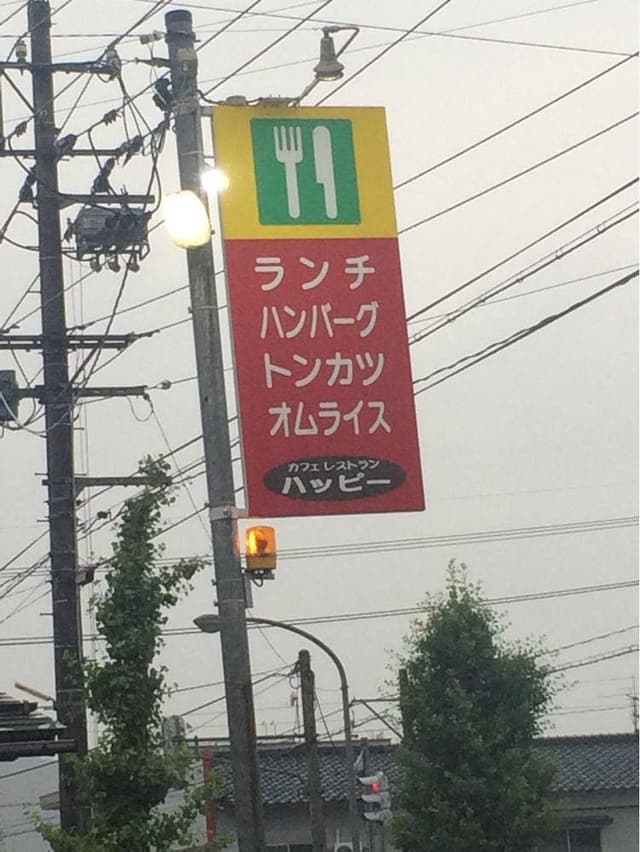 ランチ
ハンバーグ
トンカツ
オムライス
カフェレストラン
ハッピー